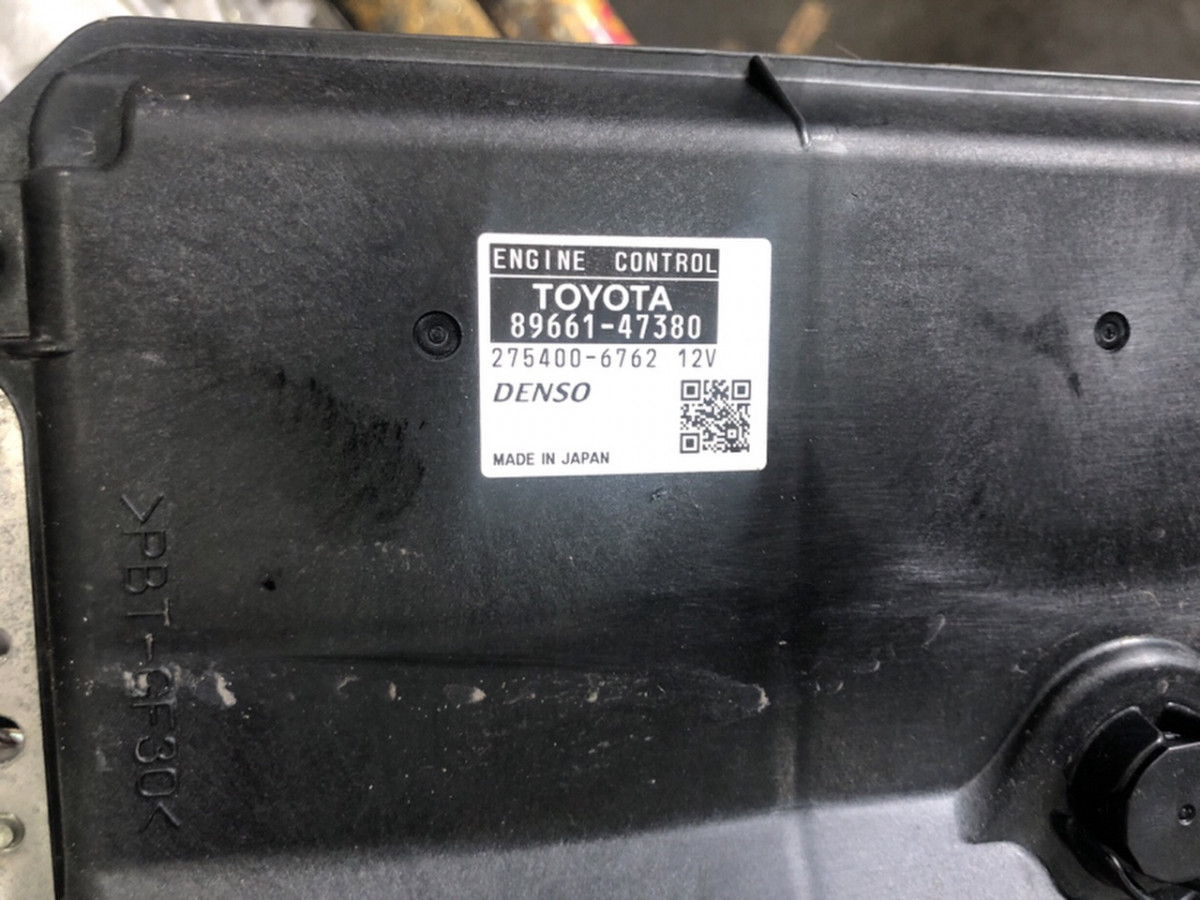 ENGINE CONTROL
TOYOTA
89661-47380
275400-6762 12V
DENSO
MADE IN JAPAN
>PBT-GF30<